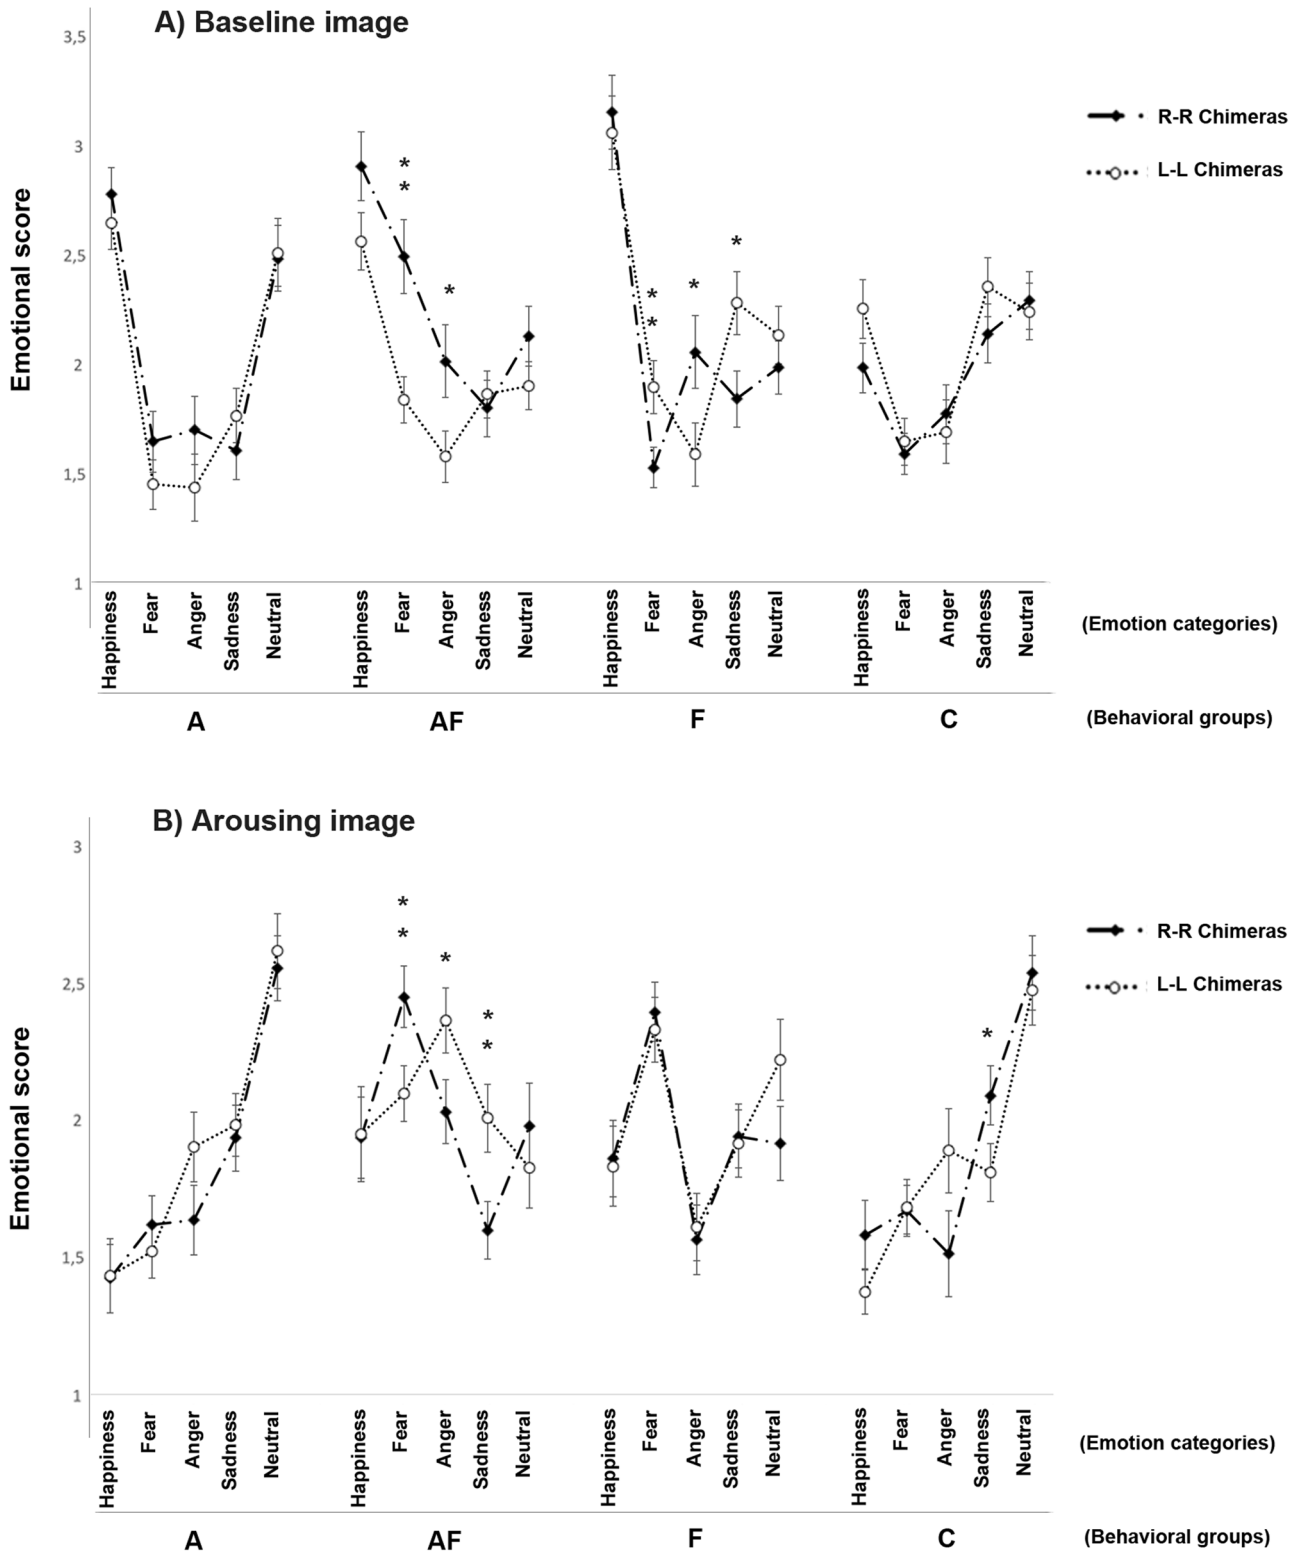 A) Baseline image
3,5
3
2,5
2
1,5
1
Emotional score
R-R Chimeras
L-L Chimeras
*
*
*
*
*
*
*
Happiness Fear Anger Sadness Neutral Happiness Fear Anger Sadness Neutral Happiness Fear Anger Sadness Neutral Happiness Fear Anger Sadness Neutral
(Emotion categories)
A AF F C
(Behavioral groups)
B) Arousing image
3
2,5
2
1,5
1
Emotional score
R-R Chimeras
L-L Chimeras
*
*
*
*
*
*
Happiness Fear Anger Sadness Neutral Happiness Fear Anger Sadness Neutral Happiness Fear Anger Sadness Neutral Happiness Fear Anger Sadness Neutral
(Emotion categories)
A AF F C
(Behavioral groups)